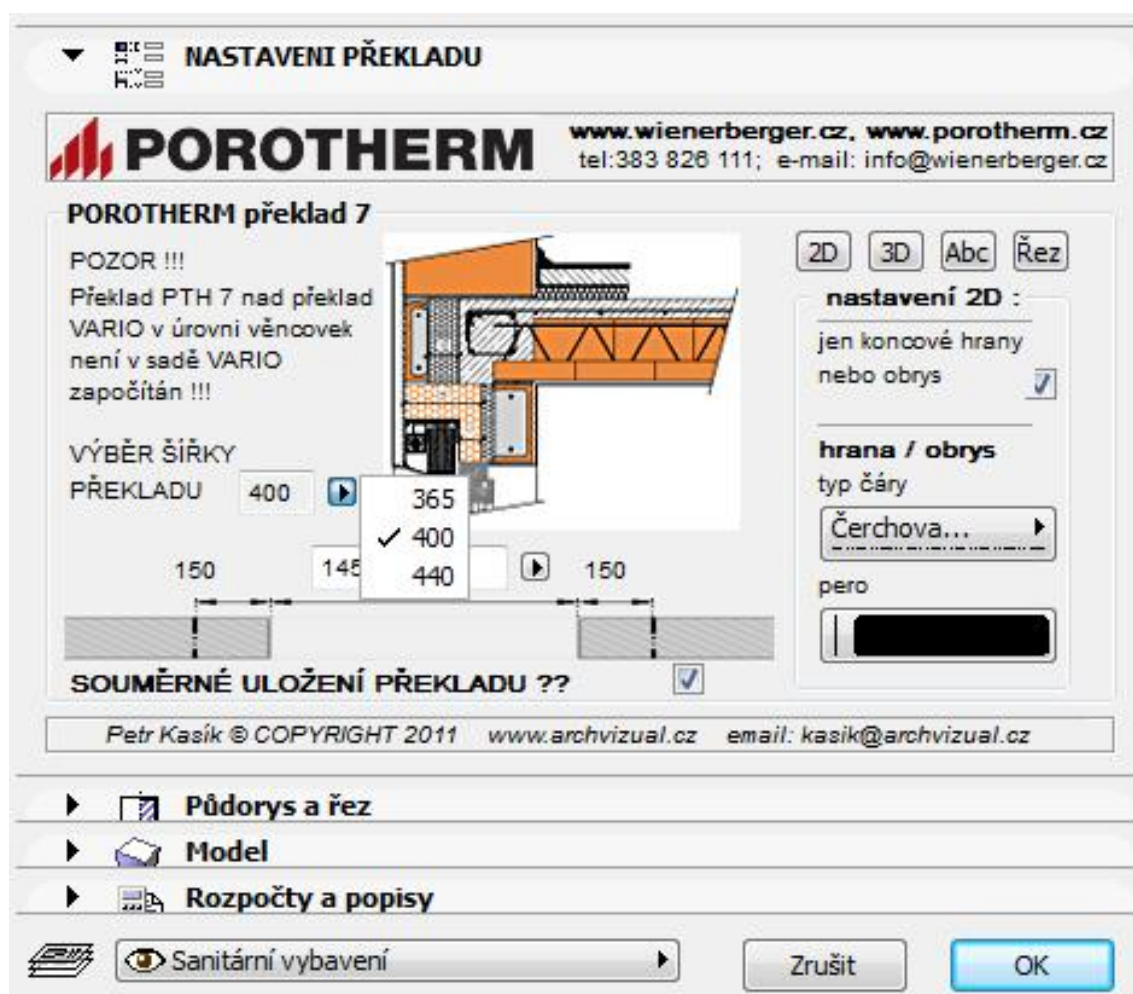 NASTAVENI PŘEKLADU
POROTHERM
www.wienerberger.cz, www.porotherm.cz
tel:383 826 111; e-mail: info@wienerberger.cz
POROTHERM překlad 7
POZOR !!!
Překlad PTH 7 nad překlad
VARIO v úrovni věncovek
není v sadě VARIO
započítán !!!
VÝBĚR ŠÍŘKY
PŘEKLADU 400
365
400
440
150 145 150
SOUMĚRNÉ ULOŽENÍ PŘEKLADU ??
2D 3D Abc Řez
nastavení 2D :
jen koncové hrany
nebo obrys
hrana / obrys
typ čáry
Čerchova...
pero
Petr Kasík © COPYRIGHT 2011 www.archvizual.cz email: kasik@archvizual.cz
Půdorys a řez
Model
Rozpočty a popisy
Sanitární vybavení Zrušit OK